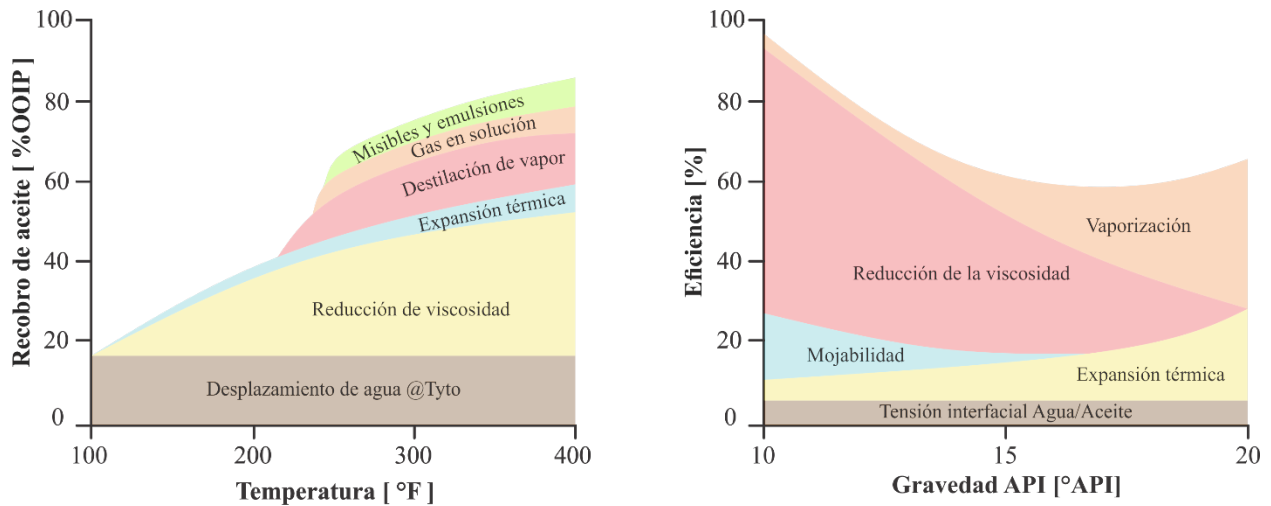 100
80
60
40
20
0
Recobro de aceite [ %OOIP]
Misibles y emulsiones
Gas en solución
Destilación de vapor
Expansión térmica
Reducción de viscosidad
Desplazamiento de agua @Tyto
100
200
300
400
Temperatura [ °F ]
100
80
60
40
20
0
Eficiencia [%]
Vaporización
Reducción de la viscosidad
Mojabilidad
Expansión térmica
Tensión interfacial Agua/Aceite
10
15
20
Gravedad API [°API]